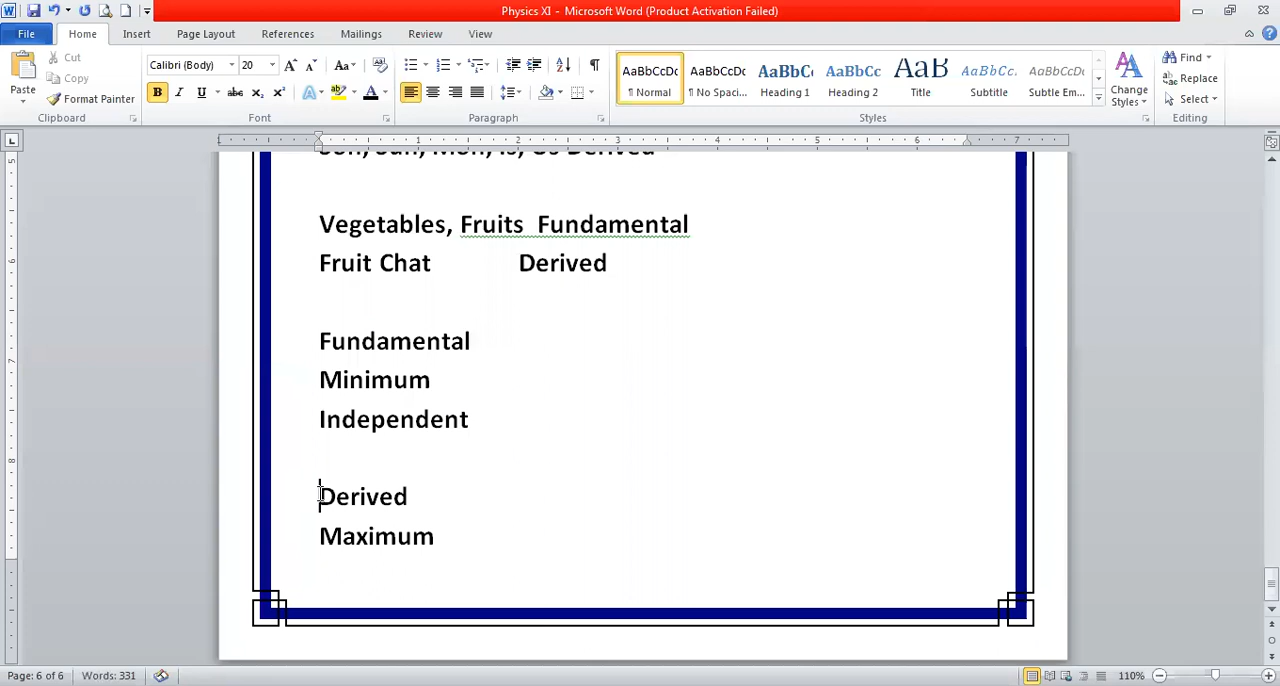 Physics XI - Microsoft Word (Product Activation Failed)
File Home Insert Page Layout References Mailings Review View
Paste
Cut
Copy
Format Painter
Clipboard
Calibri (Body) 20
Font
Paragraph
AaBbCcDc AaBbCcDc AaBbC AaBbCc AaB AaBbCc. AaBbCcDc
¶ Normal ¶ No Spaci... Heading 1 Heading 2 Title Subtitle Subtle Em...
Change Styles
Styles
Find
Replace
Select
Editing
Vegetables, Fruits Fundamental
Fruit Chat Derived
Fundamental
Minimum
Independent
Derived
Maximum
Page: 6 of 6 Words: 331 110%